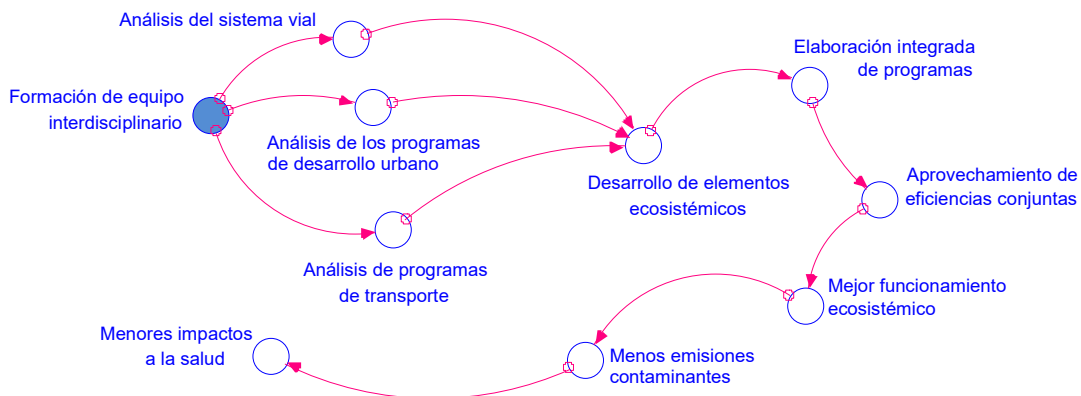 Análisis del sistema vial
Formación de equipo
interdisciplinario
Análisis de los programas
de desarrollo urbano
Análisis de programas
de transporte
Desarrollo de elementos
ecosistémicos
Elaboración integrada
de programas
Aprovechamiento de
eficiencias conjuntas
Mejor funcionamiento
ecosistémico
Menos emisiones
contaminantes
Menores impactos
a la salud